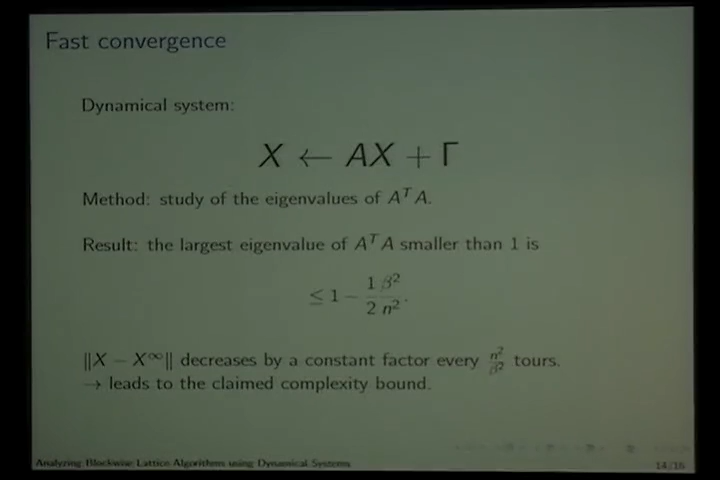 Fast convergence
Dynamical system:
X ← AX + Γ
Method: study of the eigenvalues of AᵀA.
Result: the largest eigenvalue of AᵀA smaller than 1 is
≤ 1 − 1/2 β²/n².
‖X − X^∞‖ decreases by a constant factor every n²/β² tours.
→ leads to the claimed complexity bound.
Analyzing Blockwise Lattice Algorithms using Dynamical Systems
14/16